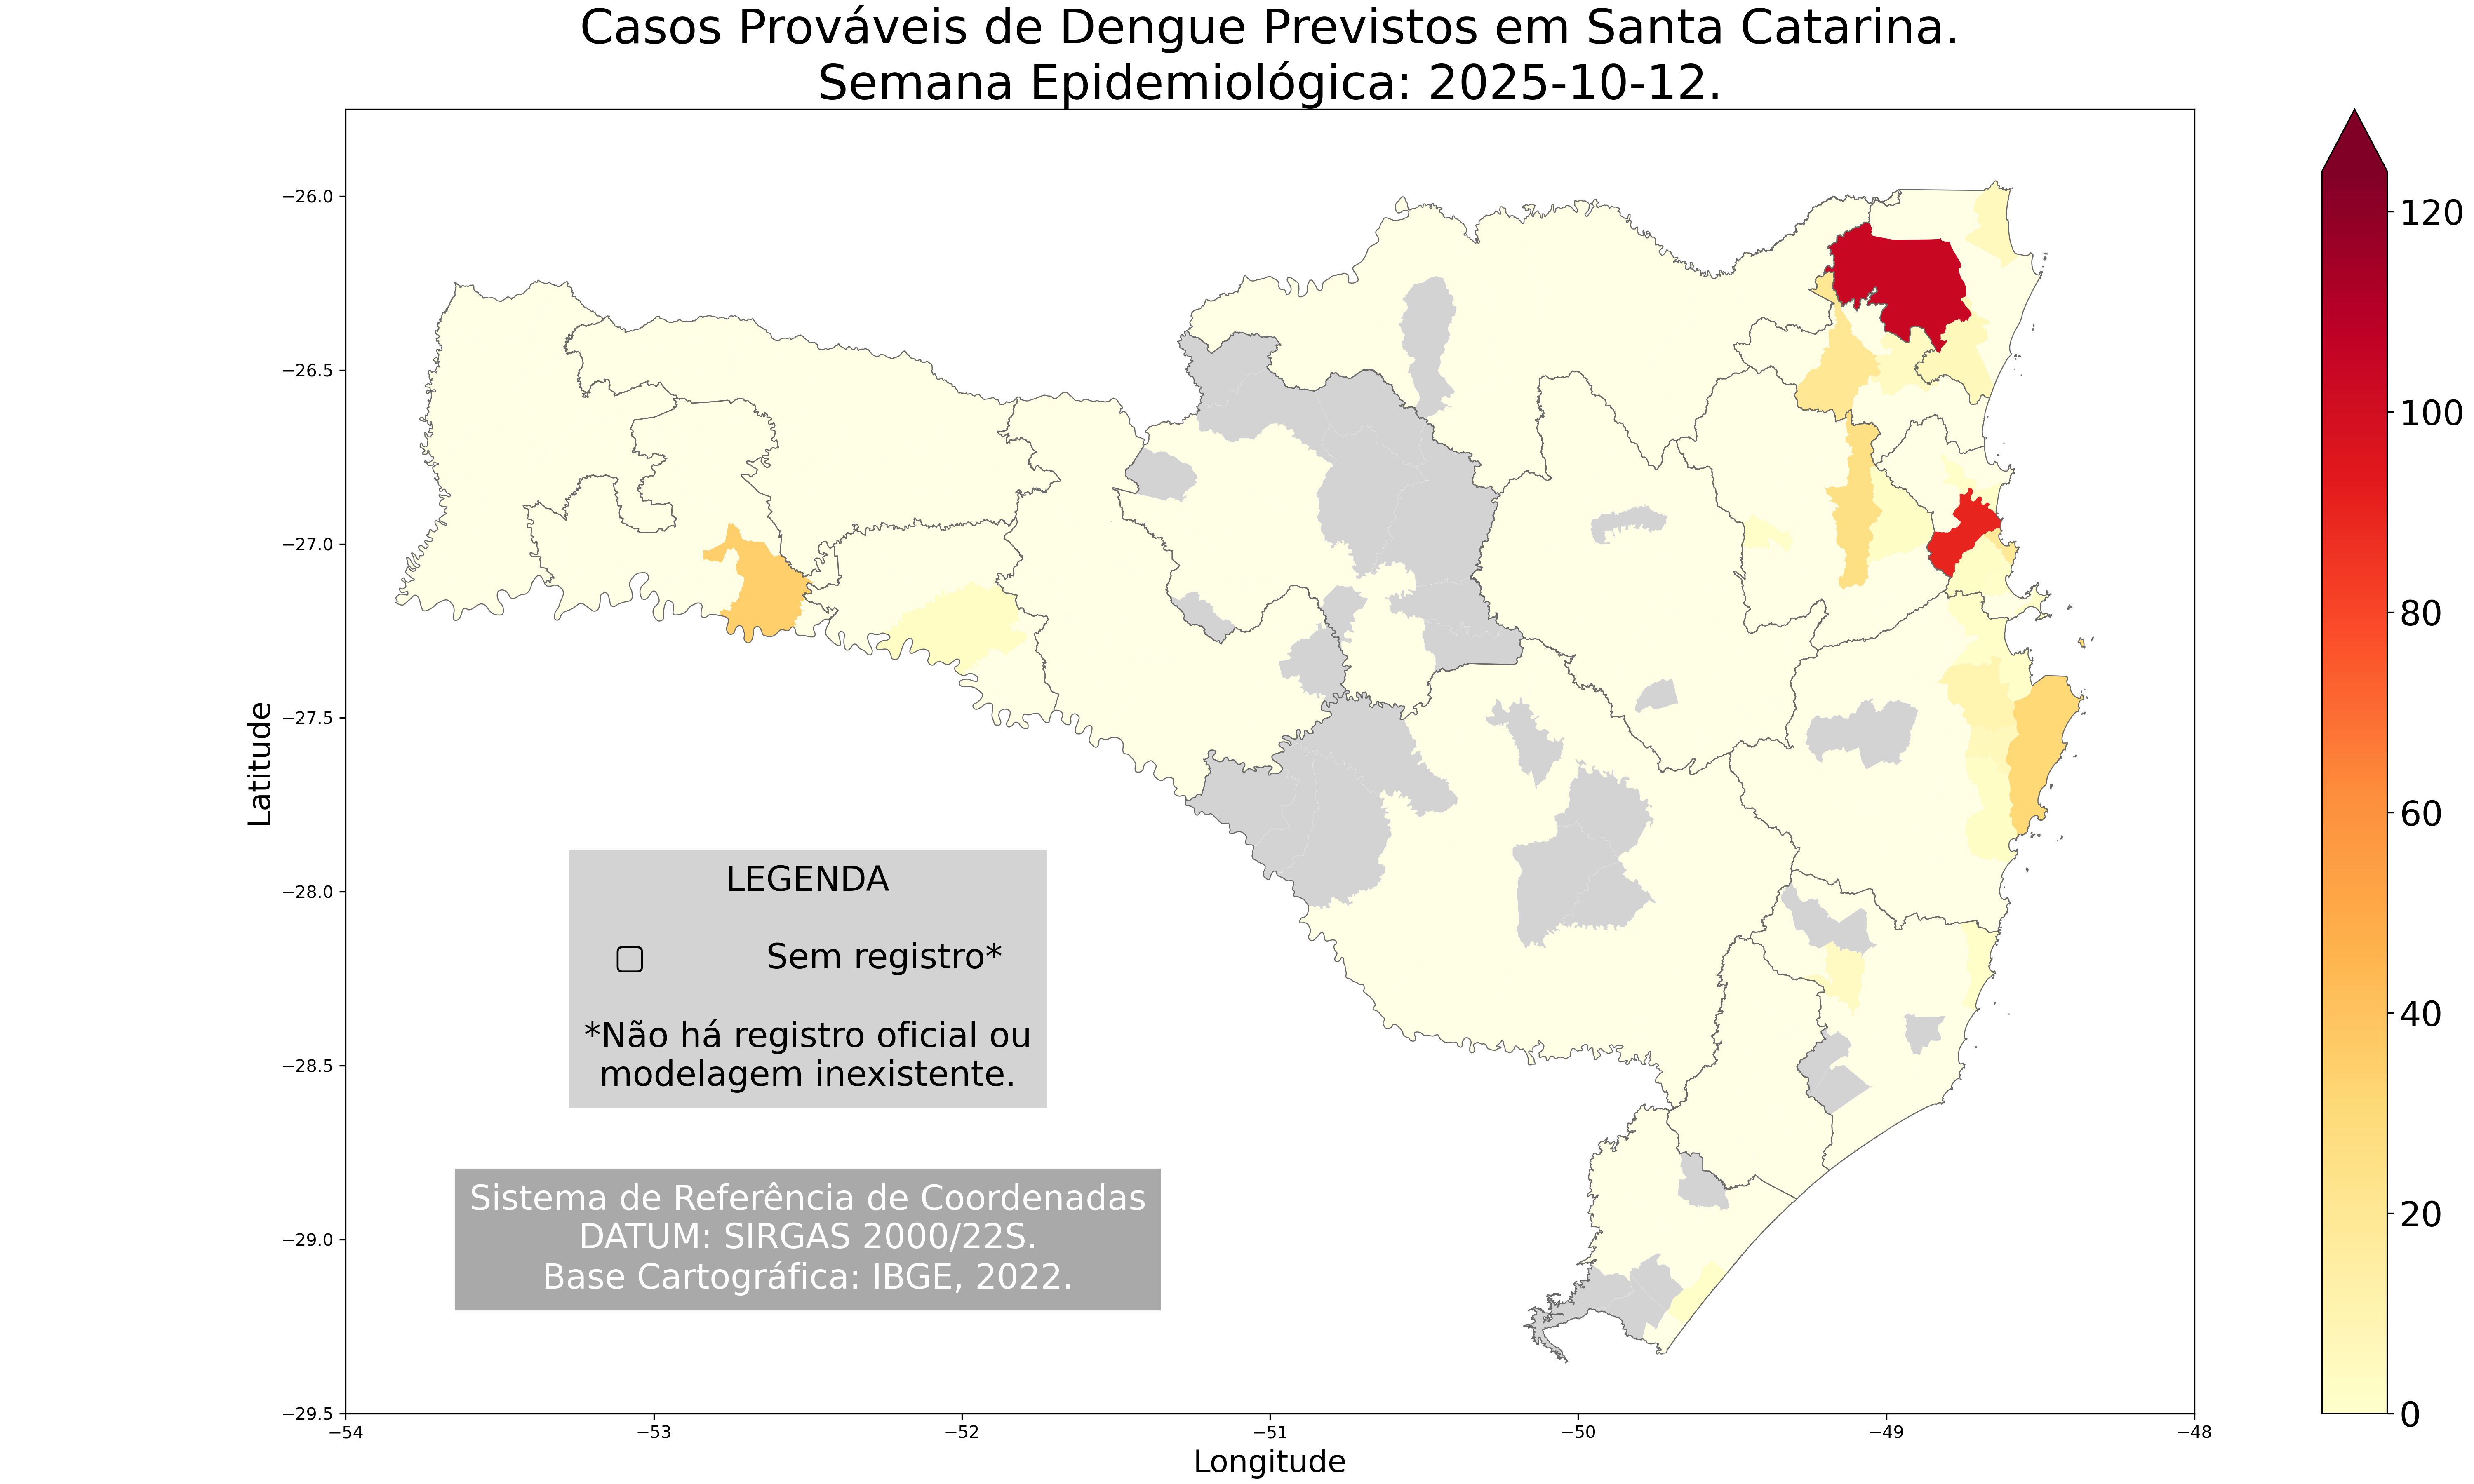 Casos Prováveis de Dengue Previstos em Santa Catarina.
Semana Epidemiológica: 2025-10-12.
−26.0
−26.5
−27.0
−27.5
−28.0
−28.5
−29.0
−29.5
Latitude
−54
−53
−52
−51
−50
−49
−48
Longitude
LEGENDA
▢ Sem registro*
*Não há registro oficial ou
modelagem inexistente.
Sistema de Referência de Coordenadas
DATUM: SIRGAS 2000/22S.
Base Cartográfica: IBGE, 2022.
120
100
80
60
40
20
0